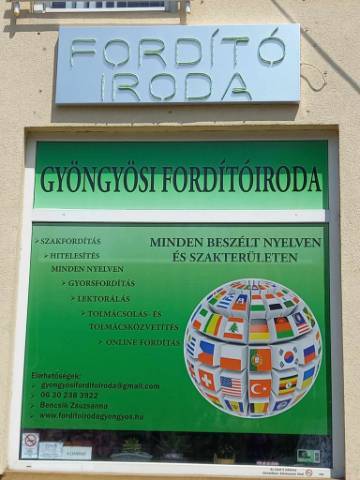 FORDÍTÓ
IRODA
GYÖNGYÖSI FORDÍTÓIRODA
MINDEN BESZÉLT NYELVEN
ÉS SZAKTERÜLETEN
➢ SZAKFORDÍTÁS
➢ HITELESÍTÉS
MINDEN NYELVEN
➢ GYORSFORDÍTÁS
➢ LEKTORÁLÁS
➢ TOLMÁCSOLÁS- ÉS
TOLMÁCSKÖZVETÍTÉS
➢ ONLINE FORDÍTÁS
Elérhetőségek:
➢ gyongyosiforditoiroda@gmail.com
➢ 06 30 238 3922
➢ Bencsik Zsuzsanna
➢ www.forditoirodagyongyos.hu